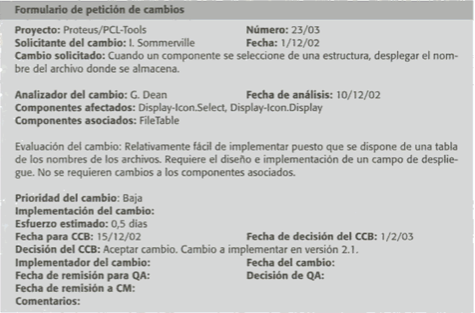 Formulario de petición de cambios
Proyecto: Proteus/PCL-Tools Número: 23/03
Solicitante del cambio: I. Sommerville Fecha: 1/12/02
Cambio solicitado: Cuando un componente se seleccione de una estructura, desplegar el nom-
bre del archivo donde se almacena.
Analizador del cambio: G. Dean Fecha de análisis: 10/12/02
Componentes afectados: Display-Icon.Select, Display-Icon.Display
Componentes asociados: FileTable
Evaluación del cambio: Relativamente fácil de implementar puesto que se dispone de una tabla
de los nombres de los archivos. Requiere el diseño e implementación de un campo de desplie-
gue. No se requieren cambios a los componentes asociados.
Prioridad del cambio: Baja
Implementación del cambio:
Esfuerzo estimado: 0,5 días
Fecha para CCB: 15/12/02 Fecha de decisión del CCB: 1/2/03
Decisión del CCB: Aceptar cambio. Cambio a implementar en versión 2.1.
Implementador del cambio: Fecha del cambio:
Fecha de remisión para QA: Decisión de QA:
Fecha de remisión a CM:
Comentarios: